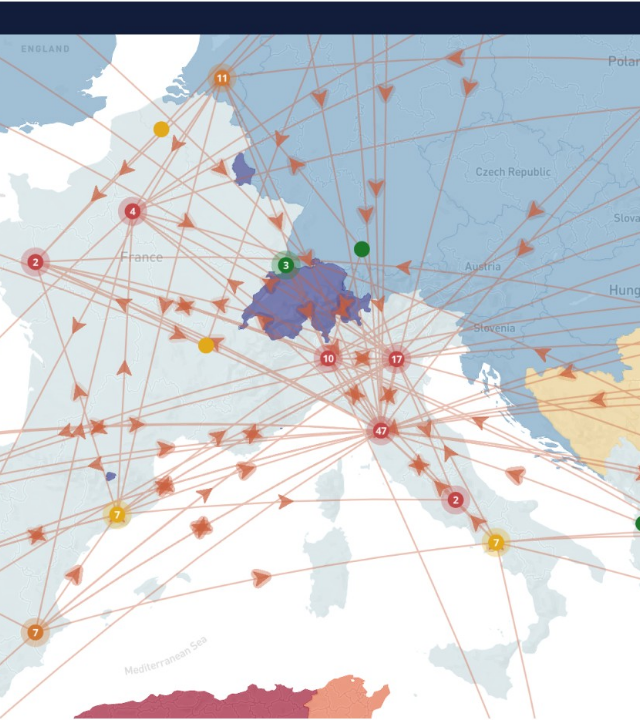 ENGLAND
11
Polar
Czech Republic
4
Slova
2
France
3
Austria
Hung
Slovenia
10
17
47
2
7
7
7
Mediterranean Sea